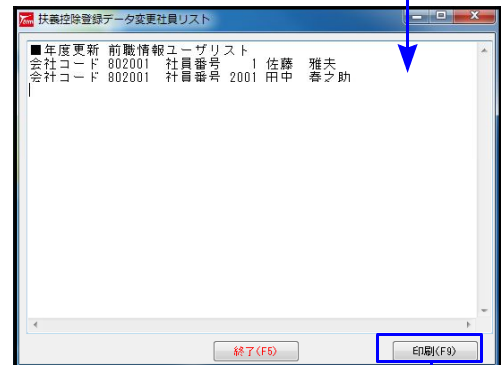 扶養控除登録データ変更社員リスト
■年度更新 前職情報ユーザリスト
会社コード 802001 社員番号 1 佐藤 雅夫
会社コード 802001 社員番号 2001 田中 春之助
終了(F5)
印刷(F9)